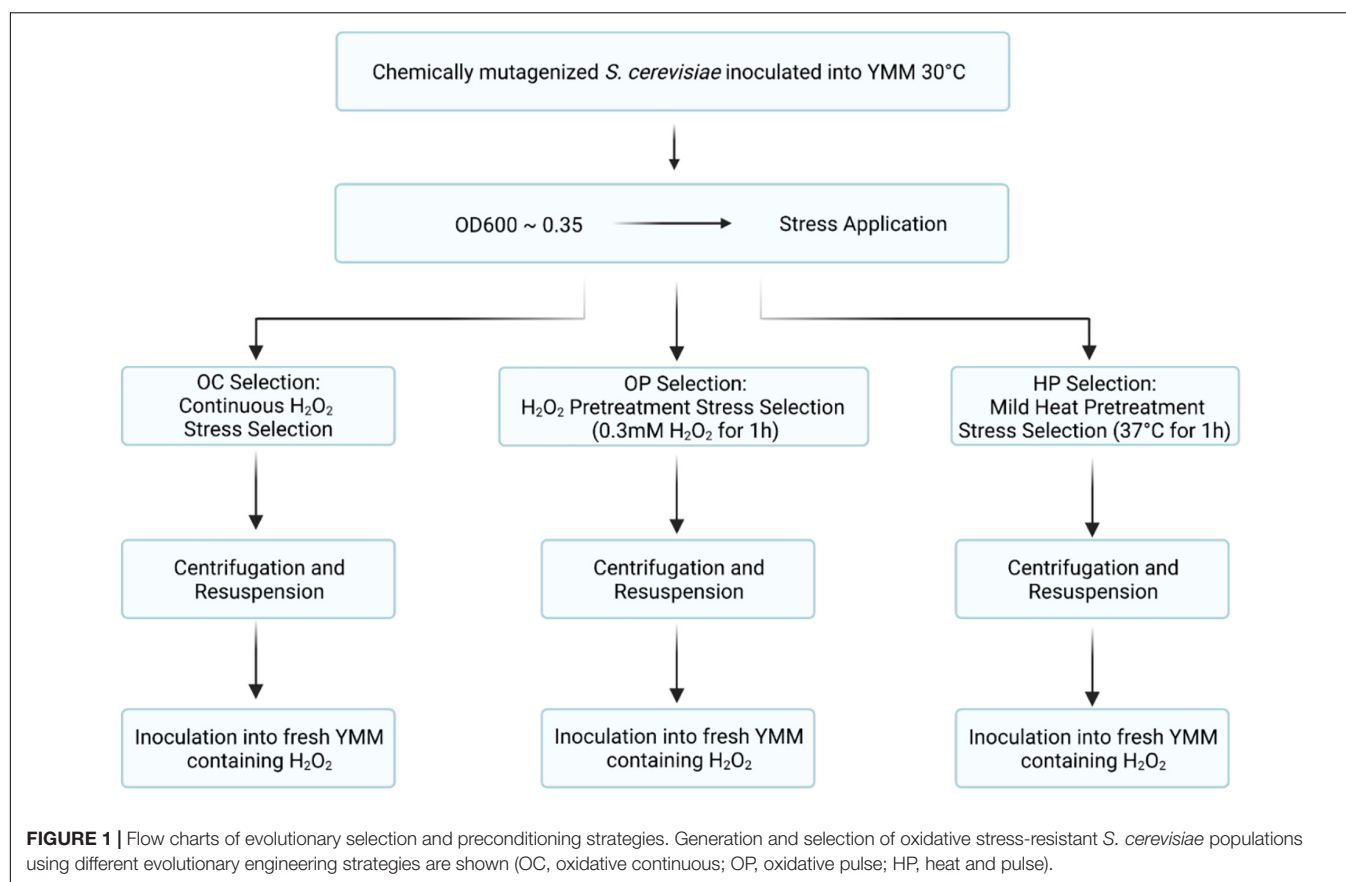 Chemically mutagenized S. cerevisiae inoculated into YMM 30°C
OD600 ~ 0.35 Stress Application
OC Selection:
Continuous H₂O₂
Stress Selection
OP Selection:
H₂O₂ Pretreatment Stress Selection
(0.3mM H₂O₂ for 1h)
HP Selection:
Mild Heat Pretreatment
Stress Selection (37°C for 1h)
Centrifugation and
Resuspension
Centrifugation and
Resuspension
Centrifugation and
Resuspension
Inoculation into fresh YMM
containing H₂O₂
Inoculation into fresh YMM
containing H₂O₂
Inoculation into fresh YMM
containing H₂O₂
FIGURE 1 | Flow charts of evolutionary selection and preconditioning strategies. Generation and selection of oxidative stress-resistant S. cerevisiae populations
using different evolutionary engineering strategies are shown (OC, oxidative continuous; OP, oxidative pulse; HP, heat and pulse).